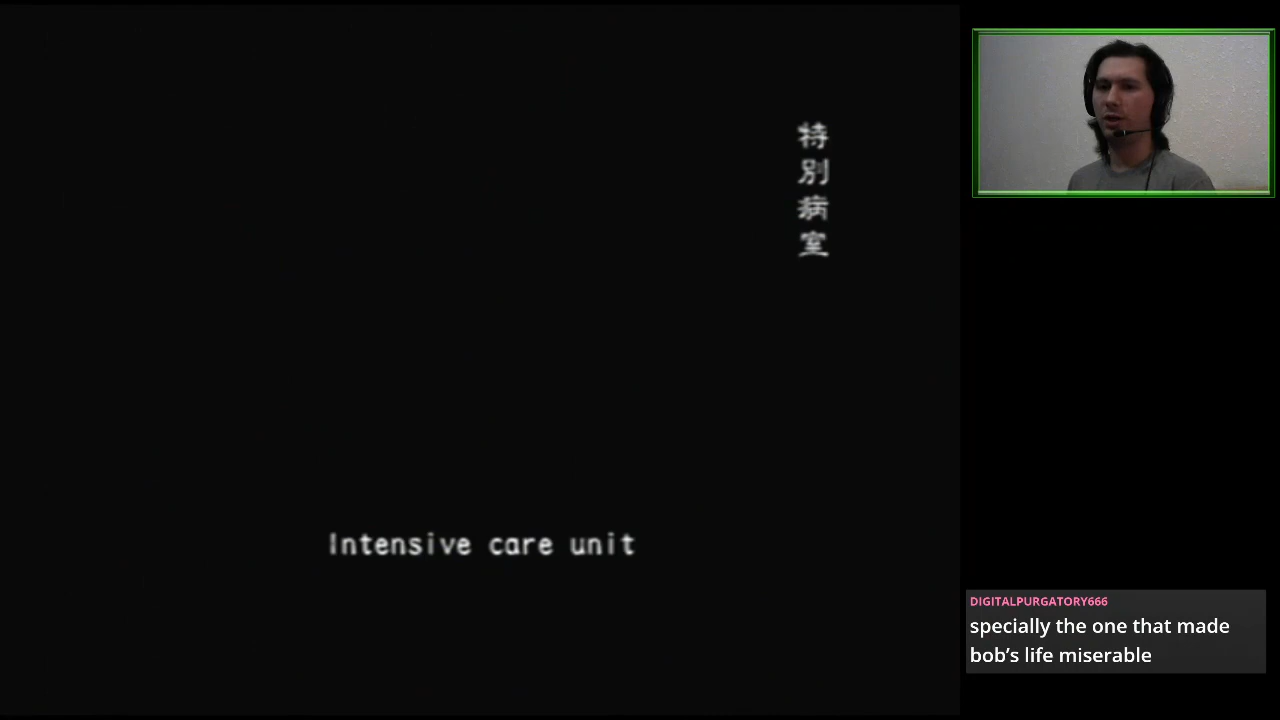 特別病室
Intensive care unit
DIGITALPURGATORY666
specially the one that made
bob’s life miserable